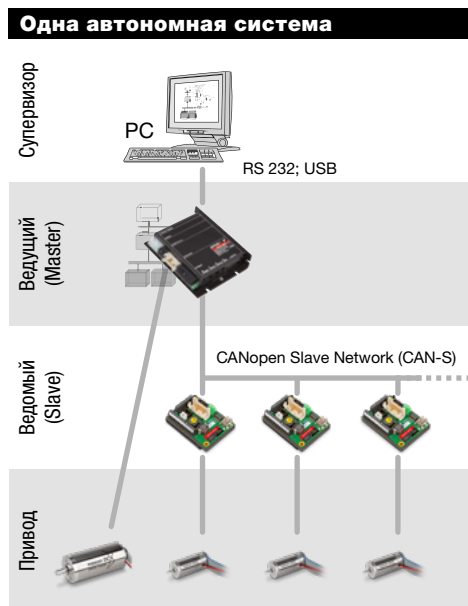 Одна автономная система
Супервизор
PC
RS 232; USB
Ведущий
(Master)
CANopen Slave Network (CAN-S)
Ведомый
(Slave)
Привод